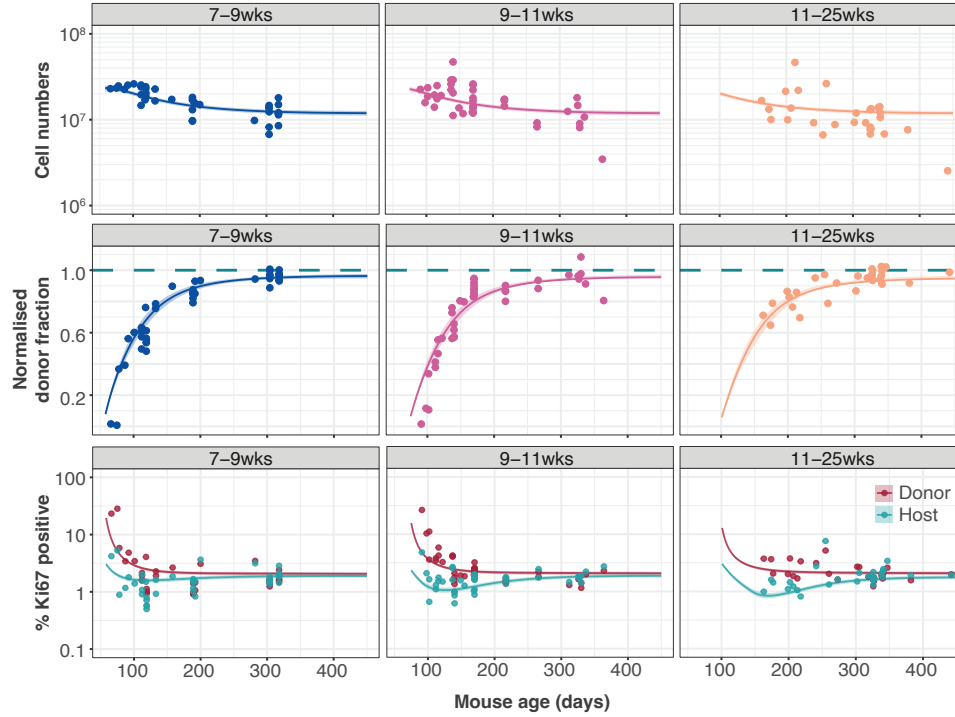 7–9wks 9–11wks 11–25wks
Cell numbers
10⁸
10⁷
10⁶
7–9wks 9–11wks 11–25wks
Normalised
donor fraction
1.0
0.6
0.2
7–9wks 9–11wks 11–25wks
% Ki67 positive
100
10
1
0.1
Donor
Host
100 200 300 400 100 200 300 400 100 200 300 400
Mouse age (days)